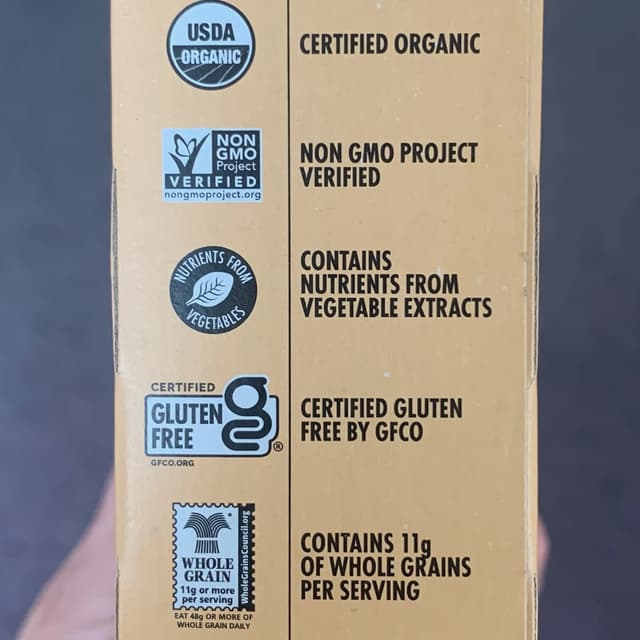 USDA
ORGANIC
CERTIFIED ORGANIC
NON
GMO
Project
VERIFIED
nongmoproject.org
NON GMO PROJECT
VERIFIED
NUTRIENTS FROM
VEGETABLES
CONTAINS
NUTRIENTS FROM
VEGETABLE EXTRACTS
CERTIFIED
GLUTEN
FREE
g
®
GFCO.ORG
CERTIFIED GLUTEN
FREE BY GFCO
WHOLE
GRAIN
11g or more
per serving
WholeGrainsCouncil.org
EAT 48g OR MORE OF
WHOLE GRAIN DAILY
CONTAINS 11g
OF WHOLE GRAINS
PER SERVING